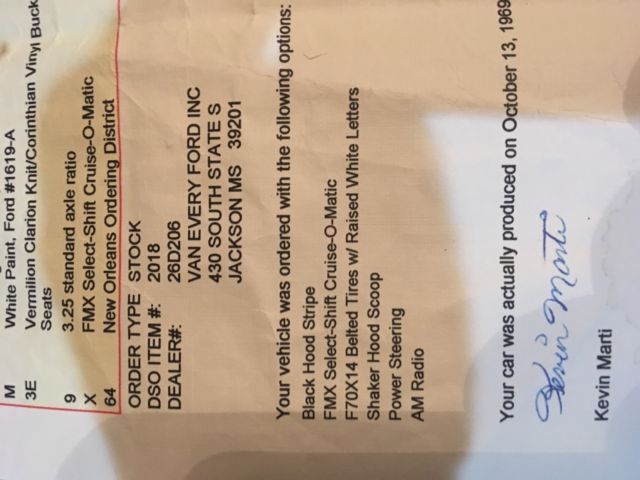 M White Paint, Ford #1619-A
3E Vermilion Clarion Knit/Corinthian Vinyl Buck
Seats
9 3.25 standard axle ratio
X FMX Select-Shift Cruise-O-Matic
64 New Orleans Ordering District
ORDER TYPE STOCK
DSO ITEM #: 2018
DEALER#: 26D206
VAN EVERY FORD INC
430 SOUTH STATE S
JACKSON MS 39201
Your vehicle was ordered with the following options:
Black Hood Stripe
FMX Select-Shift Cruise-O-Matic
F70X14 Belted Tires w/ Raised White Letters
Shaker Hood Scoop
Power Steering
AM Radio
Your car was actually produced on October 13, 1969
Kevin Marti
Kevin Marti